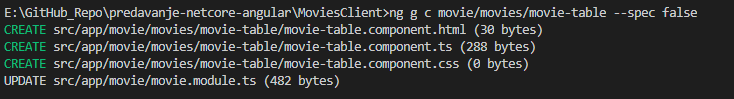 E:\GitHub_Repo\predavanje-netcore-angular\MoviesClient>ng g c movie/movies/movie-table --spec false
CREATE src/app/movie/movies/movie-table/movie-table.component.html (30 bytes)
CREATE src/app/movie/movies/movie-table/movie-table.component.ts (288 bytes)
CREATE src/app/movie/movies/movie-table/movie-table.component.css (0 bytes)
UPDATE src/app/movie/movie.module.ts (482 bytes)